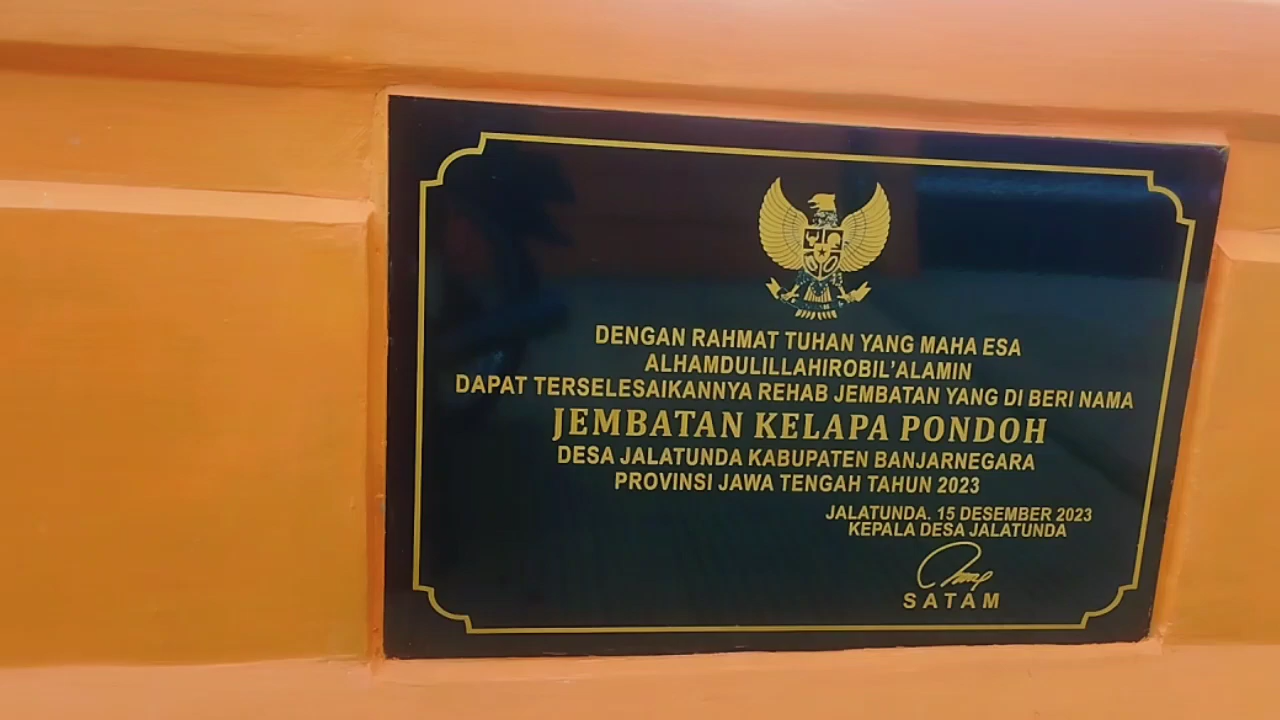 DENGAN RAHMAT TUHAN YANG MAHA ESA
ALHAMDULILLAHIROBIL'ALAMIN
DAPAT TERSELESAIKANNYA REHAB JEMBATAN YANG DI BERI NAMA
JEMBATAN KELAPA PONDOH
DESA JALATUNDA KABUPATEN BANJARNEGARA
PROVINSI JAWA TENGAH TAHUN 2023
JALATUNDA. 15 DESEMBER 2023
KEPALA DESA JALATUNDA
SATAM